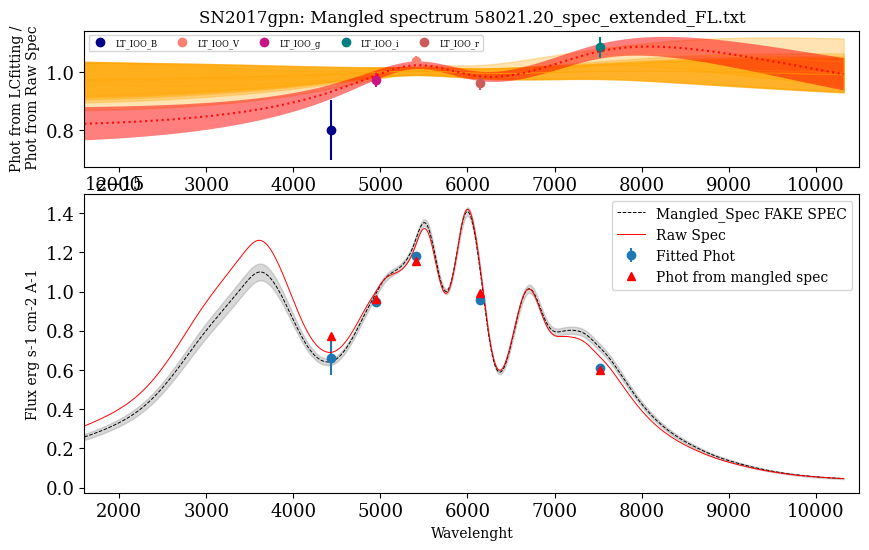 SN2017gpn: Mangled spectrum 58021.20_spec_extended_FL.txt
Phot from LCfitting /
Phot from Raw Spec
LT_IOO_B LT_IOO_V LT_IOO_g LT_IOO_i LT_IOO_r
1.0
0.8
2000 3000 4000 5000 6000 7000 8000 9000 10000
1e−15
Flux erg s-1 cm-2 A-1
1.4
1.2
1.0
0.8
0.6
0.4
0.2
0.0
Mangled_Spec FAKE SPEC
Raw Spec
Fitted Phot
Phot from mangled spec
2000 3000 4000 5000 6000 7000 8000 9000 10000
Wavelenght